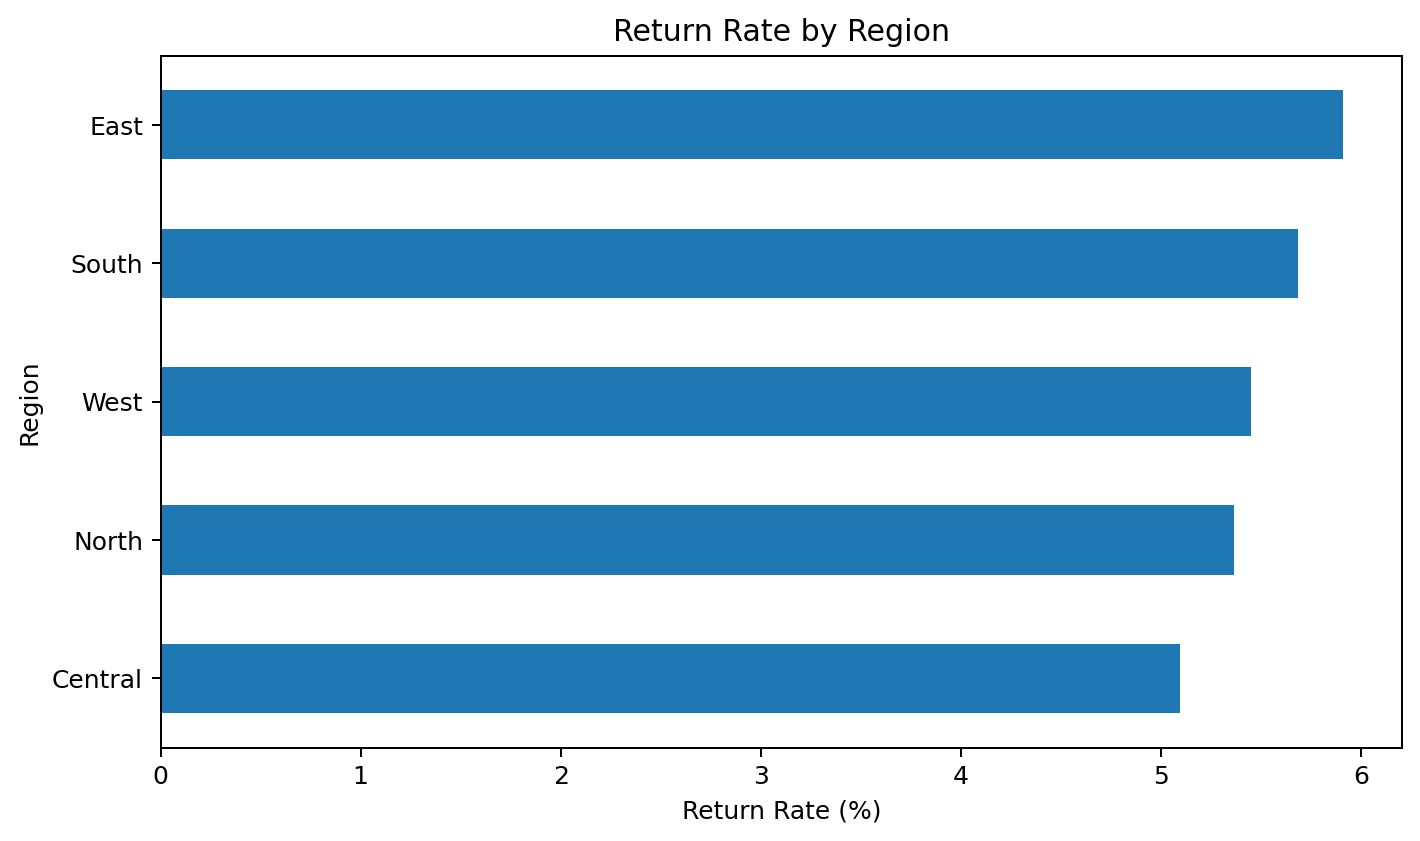 Return Rate by Region
East
South
West
North
Central
Region
0 1 2 3 4 5 6
Return Rate (%)